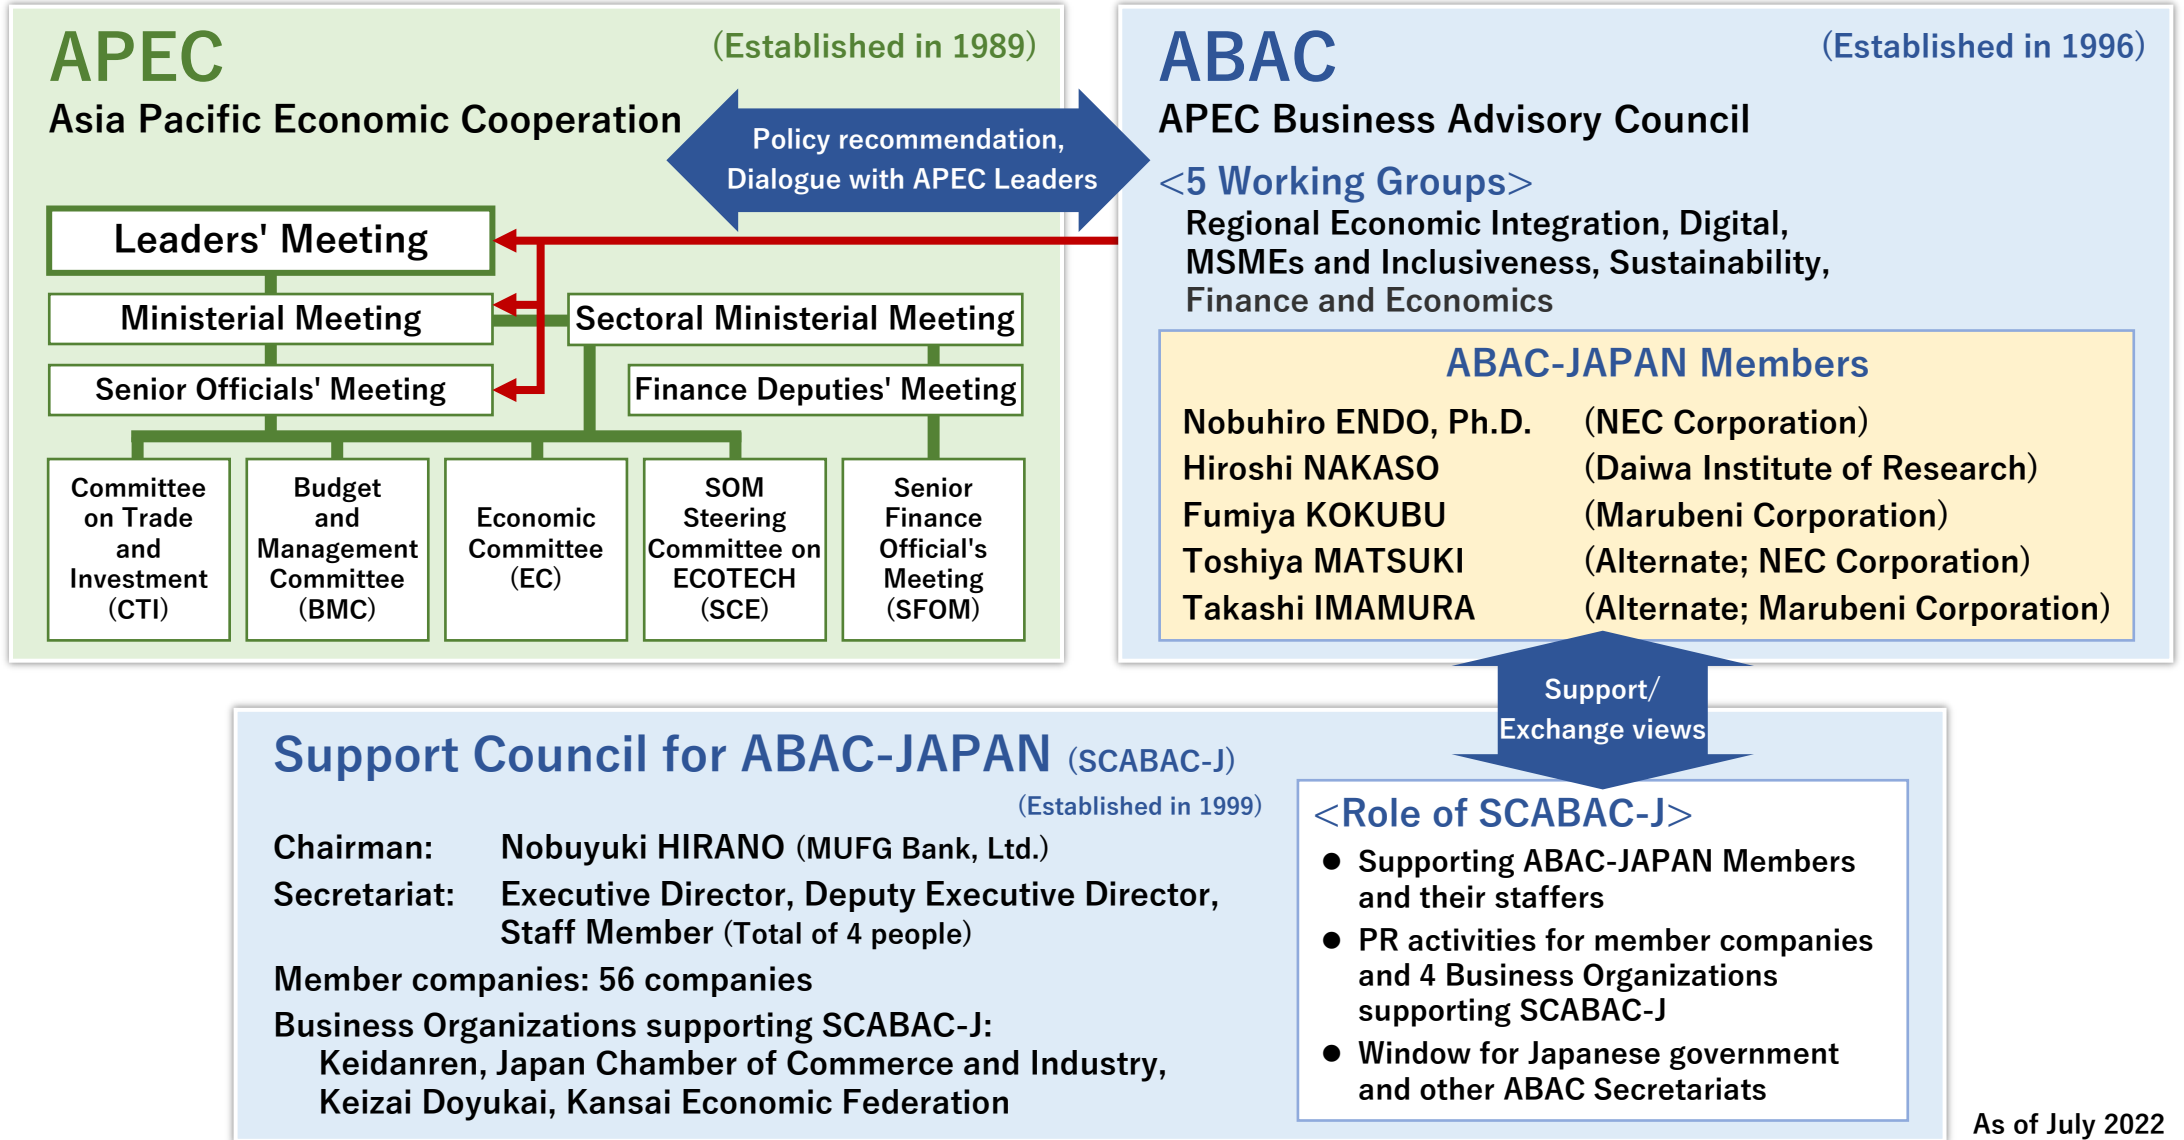 APEC
(Established in 1989)
Asia Pacific Economic Cooperation
Policy recommendation,
Dialogue with APEC Leaders
Leaders' Meeting
Ministerial Meeting
Sectoral Ministerial Meeting
Senior Officials' Meeting
Finance Deputies' Meeting
Committee
on Trade
and
Investment
(CTI)
Budget
and
Management
Committee
(BMC)
Economic
Committee
(EC)
SOM
Steering
Committee on
ECOTECH
(SCE)
Senior
Finance
Official's
Meeting
(SFOM)
ABAC
(Established in 1996)
APEC Business Advisory Council
<5 Working Groups>
Regional Economic Integration, Digital,
MSMEs and Inclusiveness, Sustainability,
Finance and Economics
ABAC-JAPAN Members
Nobuhiro ENDO, Ph.D. (NEC Corporation)
Hiroshi NAKASO (Daiwa Institute of Research)
Fumiya KOKUBU (Marubeni Corporation)
Toshiya MATSUKI (Alternate; NEC Corporation)
Takashi IMAMURA (Alternate; Marubeni Corporation)
Support/
Exchange views
Support Council for ABAC-JAPAN (SCABAC-J)
(Established in 1999)
Chairman: Nobuyuki HIRANO (MUFG Bank, Ltd.)
Secretariat: Executive Director, Deputy Executive Director,
Staff Member (Total of 4 people)
Member companies: 56 companies
Business Organizations supporting SCABAC-J:
Keidanren, Japan Chamber of Commerce and Industry,
Keizai Doyukai, Kansai Economic Federation
<Role of SCABAC-J>
● Supporting ABAC-JAPAN Members
and their staffers
● PR activities for member companies
and 4 Business Organizations
supporting SCABAC-J
● Window for Japanese government
and other ABAC Secretariats
As of July 2022